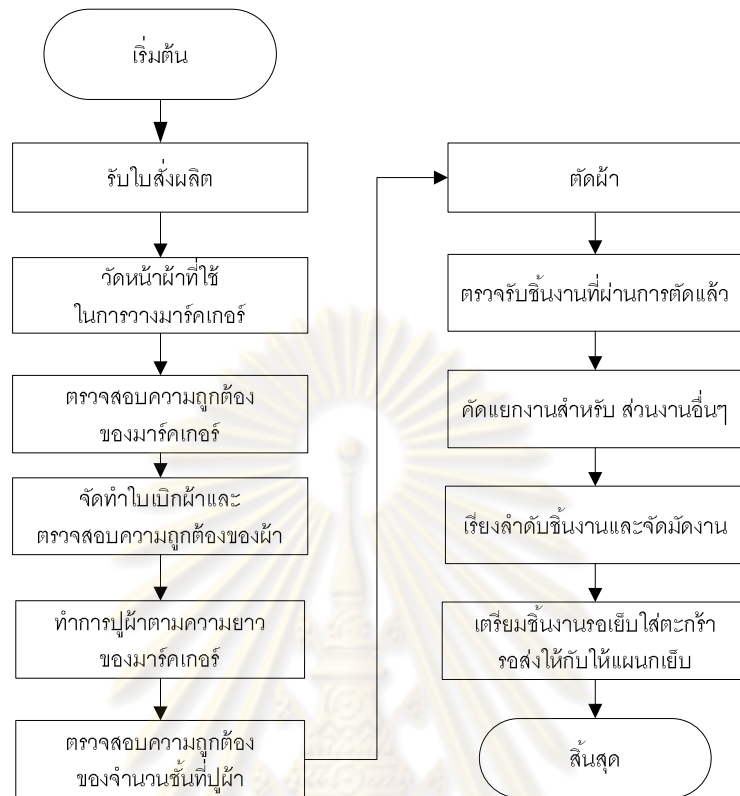 เริ่มต้น
รับใบสั่งผลิต
วัดหน้าผ้าที่ใช้
ในการวางมาร์คเกอร์
ตรวจสอบความถูกต้อง
ของมาร์คเกอร์
จัดทำใบเบิกผ้าและ
ตรวจสอบความถูกต้องของผ้า
ทำการปูผ้าตามความยาว
ของมาร์คเกอร์
ตรวจสอบความถูกต้อง
ของจำนวนชั้นที่ปูผ้า
ตัดผ้า
ตรวจรับชิ้นงานที่ผ่านการตัดแล้ว
คัดแยกงานสำหรับ ส่วนงานอื่นๆ
เรียงลำดับชิ้นงานและจัดมัดงาน
เตรียมชิ้นงานรอเย็บใส่ตะกร้า
รอส่งให้กับให้แผนกเย็บ
สิ้นสุด